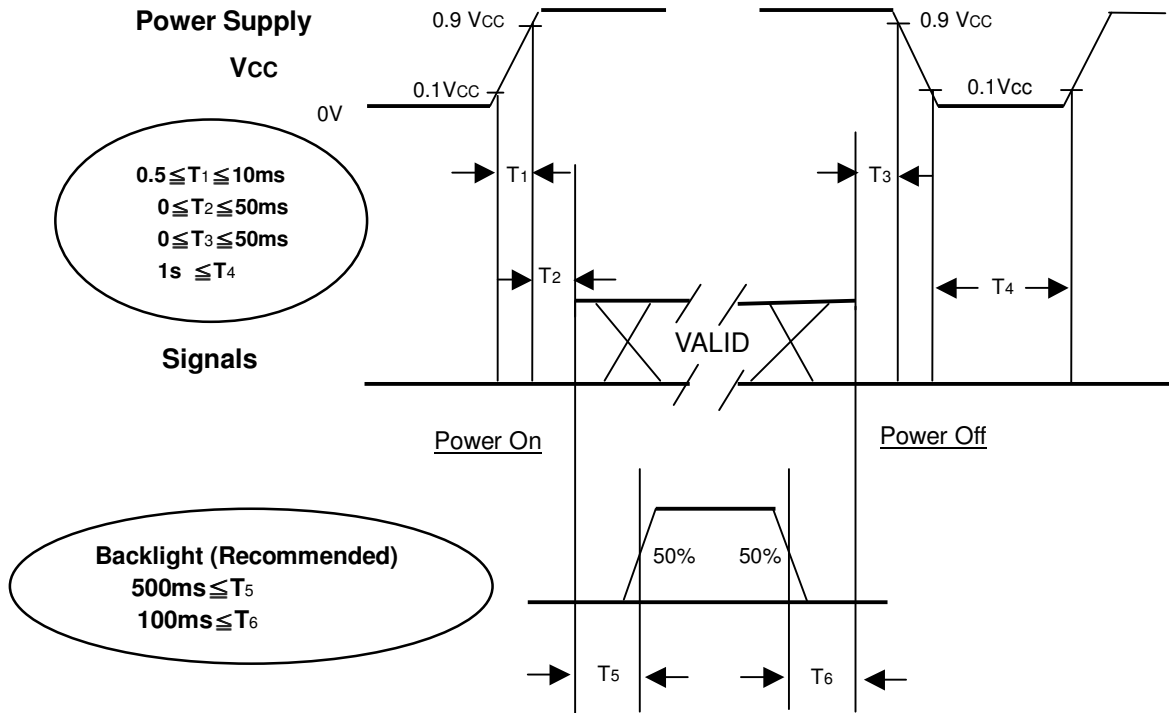 Power Supply
VCC
0.9 VCC
0.1VCC
0V
0.9 VCC
0.1Vcc
0.5≦T1≦10ms
0≦T2≦50ms
0≦T3≦50ms
1s ≦T4
T1
T2
T3
T4
Signals
VALID
Power On
Power Off
Backlight (Recommended)
500ms≦T5
100ms≦T6
50%
50%
T5
T6